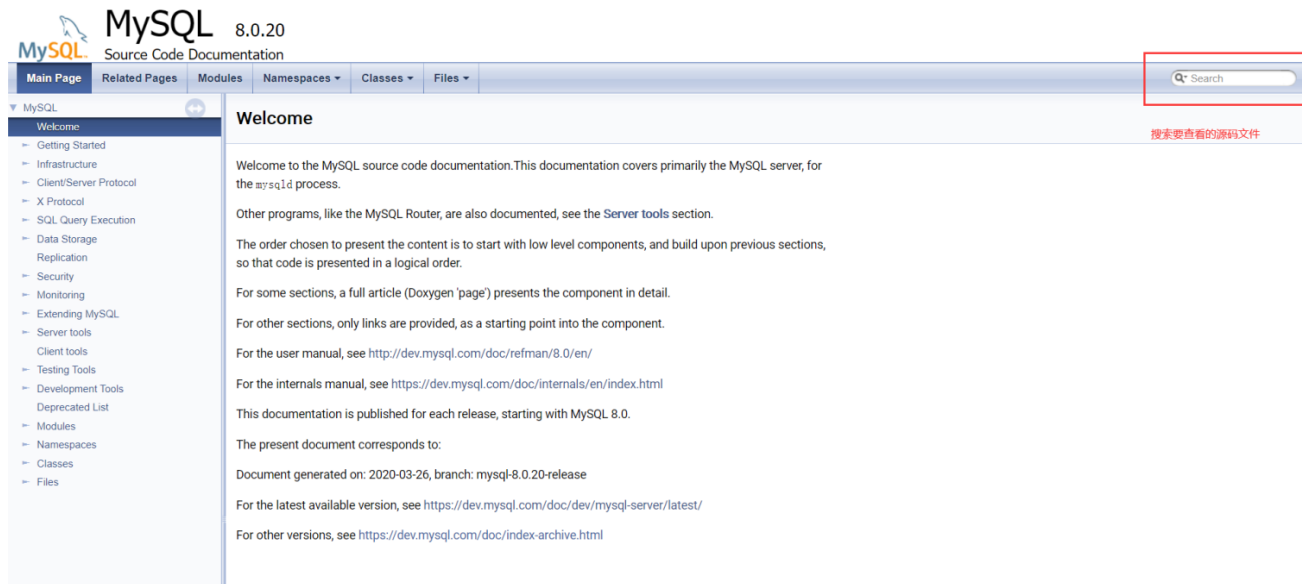 MySQL 8.0.20
MySQL
Source Code Documentation
Main Page Related Pages Modules Namespaces Classes Files Search
MySQL
Welcome
Getting Started
Infrastructure
Client/Server Protocol
X Protocol
SQL Query Execution
Data Storage
Replication
Security
Monitoring
Extending MySQL
Server tools
Client tools
Testing Tools
Development Tools
Deprecated List
Modules
Namespaces
Classes
Files
Welcome
搜索要查看的源码文件
Welcome to the MySQL source code documentation.This documentation covers primarily the MySQL server, for
the mysqld process.
Other programs, like the MySQL Router, are also documented, see the Server tools section.
The order chosen to present the content is to start with low level components, and build upon previous sections,
so that code is presented in a logical order.
For some sections, a full article (Doxygen 'page') presents the component in detail.
For other sections, only links are provided, as a starting point into the component.
For the user manual, see http://dev.mysql.com/doc/refman/8.0/en/
For the internals manual, see https://dev.mysql.com/doc/internals/en/index.html
This documentation is published for each release, starting with MySQL 8.0.
The present document corresponds to:
Document generated on: 2020-03-26, branch: mysql-8.0.20-release
For the latest available version, see https://dev.mysql.com/doc/dev/mysql-server/latest/
For other versions, see https://dev.mysql.com/doc/index-archive.html